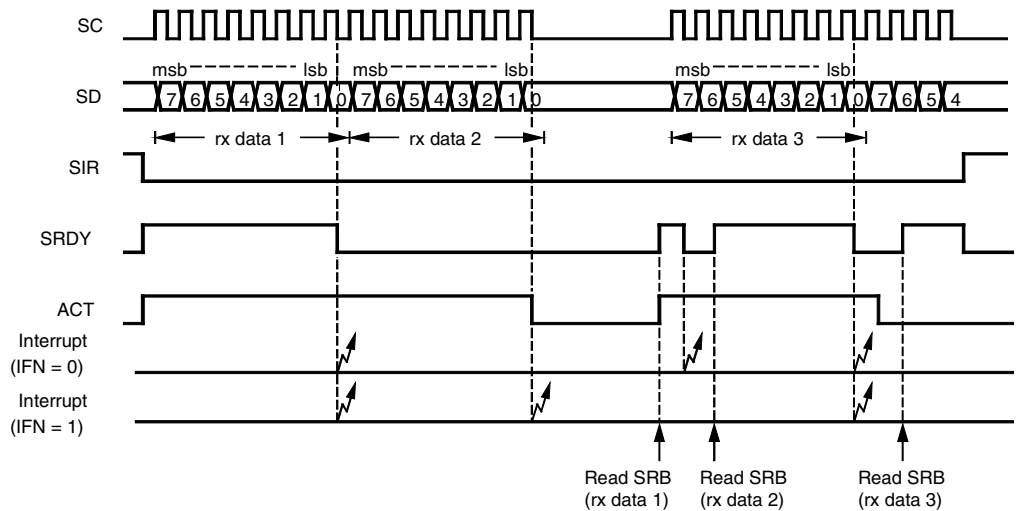 SC
msb lsb msb lsb msb lsb
SD 7 6 5 4 3 2 1 0 7 6 5 4 3 2 1 0 7 6 5 4 3 2 1 0 7 6 5 4
rx data 1 rx data 2 rx data 3
SIR
SRDY
ACT
Interrupt
(IFN = 0)
Interrupt
(IFN = 1)
Read SRB
(rx data 1)
Read SRB
(rx data 2)
Read SRB
(rx data 3)